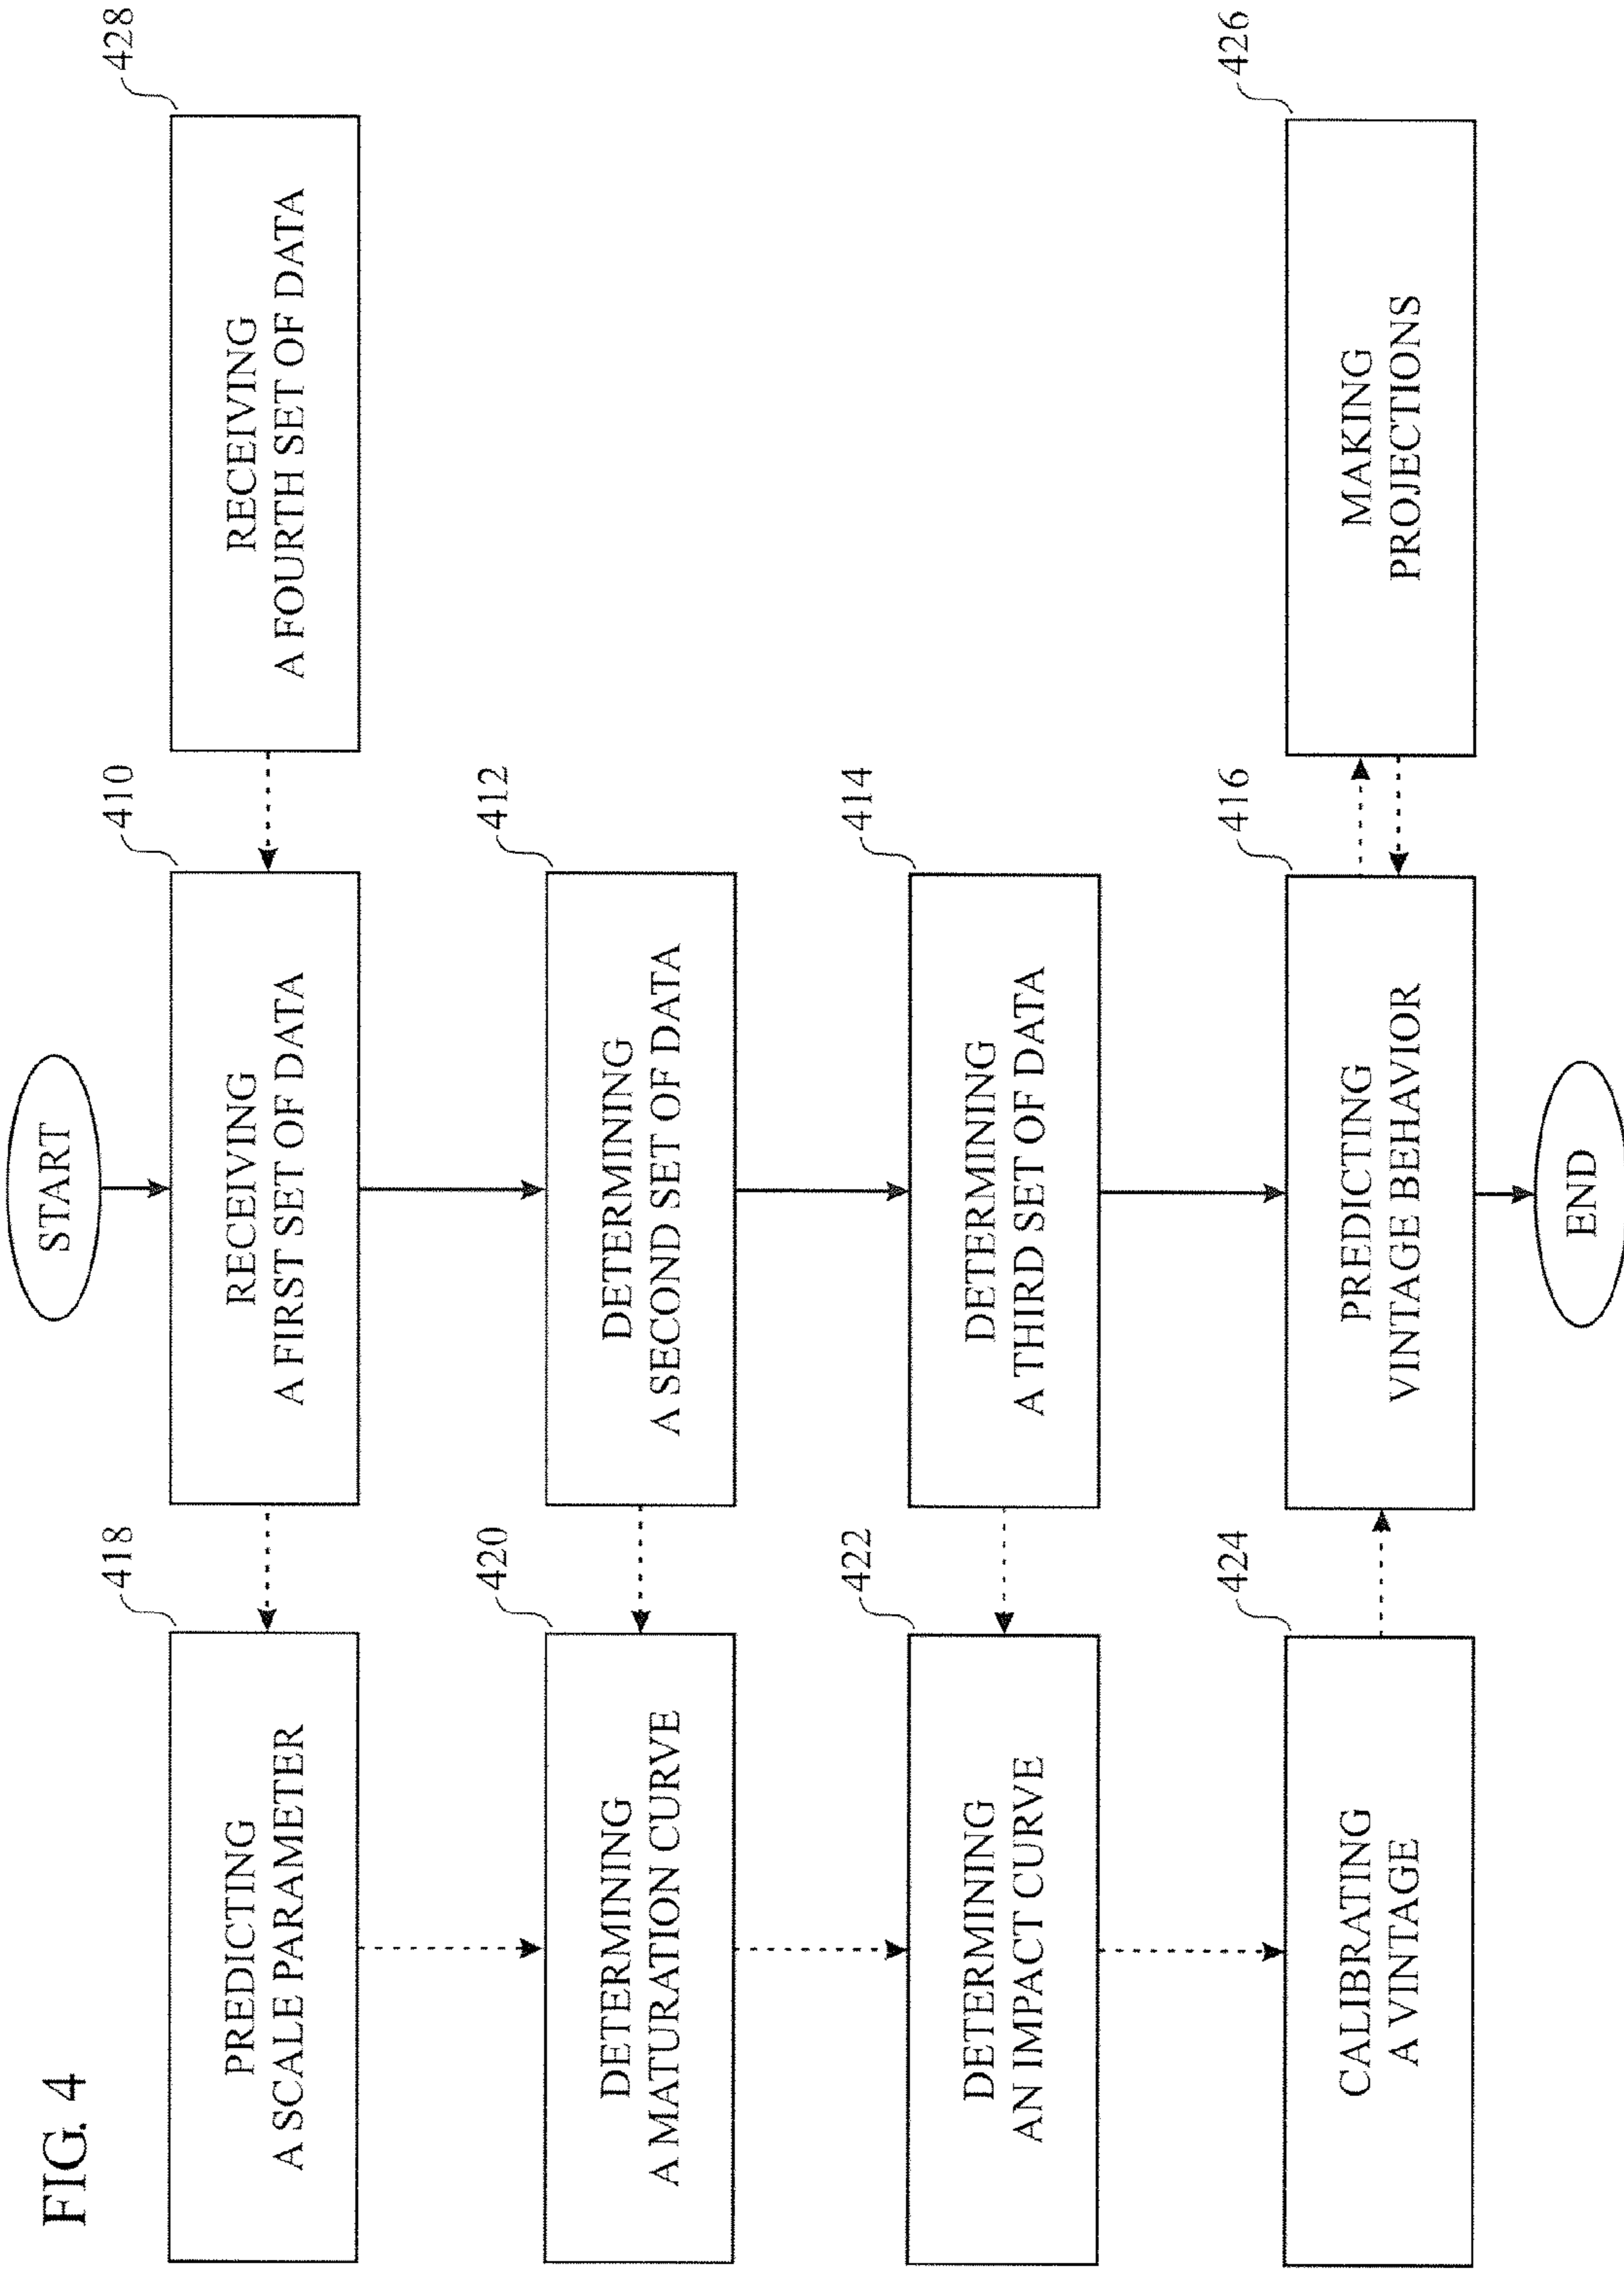 FIG. 4
START
418
PREDICTING
A SCALE PARAMETER
410
RECEIVING
A FIRST SET OF DATA
428
RECEIVING
A FOURTH SET OF DATA
420
DETERMINING
A MATURATION CURVE
412
DETERMINING
A SECOND SET OF DATA
422
DETERMINING
AN IMPACT CURVE
414
DETERMINING
A THIRD SET OF DATA
424
CALIBRATING
A VINTAGE
416
PREDICTING
VINTAGE BEHAVIOR
426
MAKING
PROJECTIONS
END